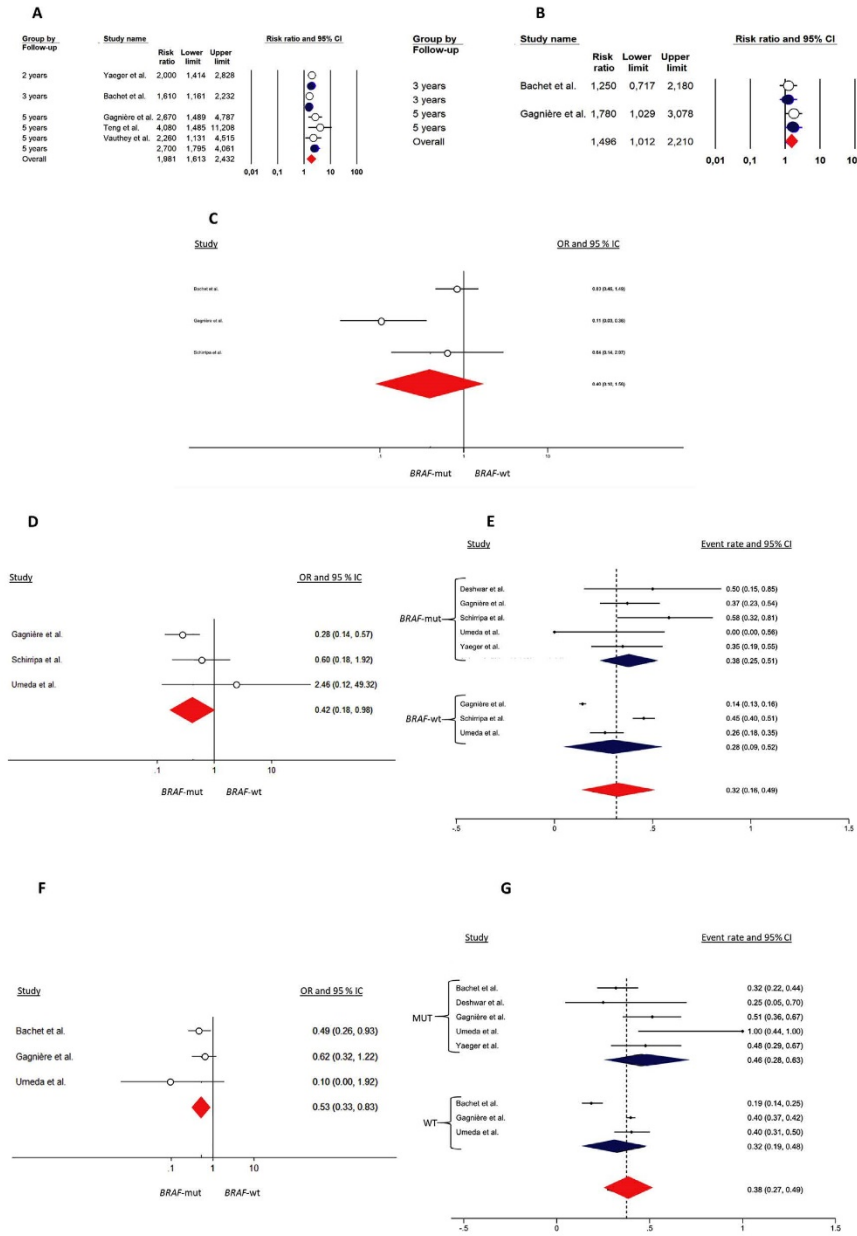 A
Group by Follow-up Study name Risk ratio and 95% CI
Risk ratio Lower limit Upper limit
2 years Yaeger et al. 2,000 1,414 2,828
3 years Bachet et al. 1,610 1,161 2,232
5 years Gagnière et al. 2,670 1,489 4,787
5 years Teng et al. 4,080 1,485 11,208
5 years Vauthey et al. 2,260 1,131 4,515
5 years 2,700 1,795 4,061
Overall 1,981 1,613 2,432
0,01 0,1 1 10 100
B
Group by Follow-up Study name Risk ratio and 95% CI
Risk ratio Lower limit Upper limit
3 years Bachet et al. 1,250 0,717 2,180
3 years
5 years Gagnière et al. 1,780 1,029 3,078
5 years
Overall 1,496 1,012 2,210
0,01 0,1 1 10 10
C
Study OR and 95 % IC
Bachet et al.
Gagnière et al.
Schirripa et al.
.1 1 10
BRAF-mut BRAF-wt
D
Study OR and 95 % IC
Gagnière et al. 0.28 (0.14, 0.57)
Schirripa et al. 0.60 (0.18, 1.92)
Umeda et al. 2.46 (0.12, 49.32)
0.42 (0.18, 0.98)
.1 1 10
BRAF-mut BRAF-wt
E
Study Event rate and 95% CI
BRAF-mut
Deshwar et al. 0.50 (0.15, 0.85)
Gagnière et al. 0.37 (0.23, 0.54)
Schirripa et al. 0.58 (0.32, 0.81)
Umeda et al. 0.00 (0.00, 0.56)
Yaeger et al. 0.35 (0.19, 0.55)
0.38 (0.25, 0.51)
BRAF-wt
Gagnière et al. 0.14 (0.13, 0.16)
Schirripa et al. 0.45 (0.40, 0.51)
Umeda et al. 0.26 (0.18, 0.35)
0.28 (0.09, 0.52)
0.32 (0.16, 0.49)
-.5 0 .5 1
F
Study OR and 95 % IC
Bachet et al. 0.49 (0.26, 0.93)
Gagnière et al. 0.62 (0.32, 1.22)
Umeda et al. 0.10 (0.00, 1.92)
0.53 (0.33, 0.83)
.1 1 10
BRAF-mut BRAF-wt
G
Study Event rate and 95% CI
MUT
Bachet et al. 0.32 (0.22, 0.44)
Deshwar et al. 0.25 (0.05, 0.70)
Gagnière et al. 0.51 (0.36, 0.67)
Umeda et al. 1.00 (0.44, 1.00)
Yaeger et al. 0.48 (0.29, 0.67)
0.46 (0.28, 0.63)
WT
Bachet et al. 0.19 (0.14, 0.25)
Gagnière et al. 0.40 (0.37, 0.42)
Umeda et al. 0.40 (0.31, 0.50)
0.32 (0.19, 0.48)
0.38 (0.27, 0.49)
-.5 0 .5 1